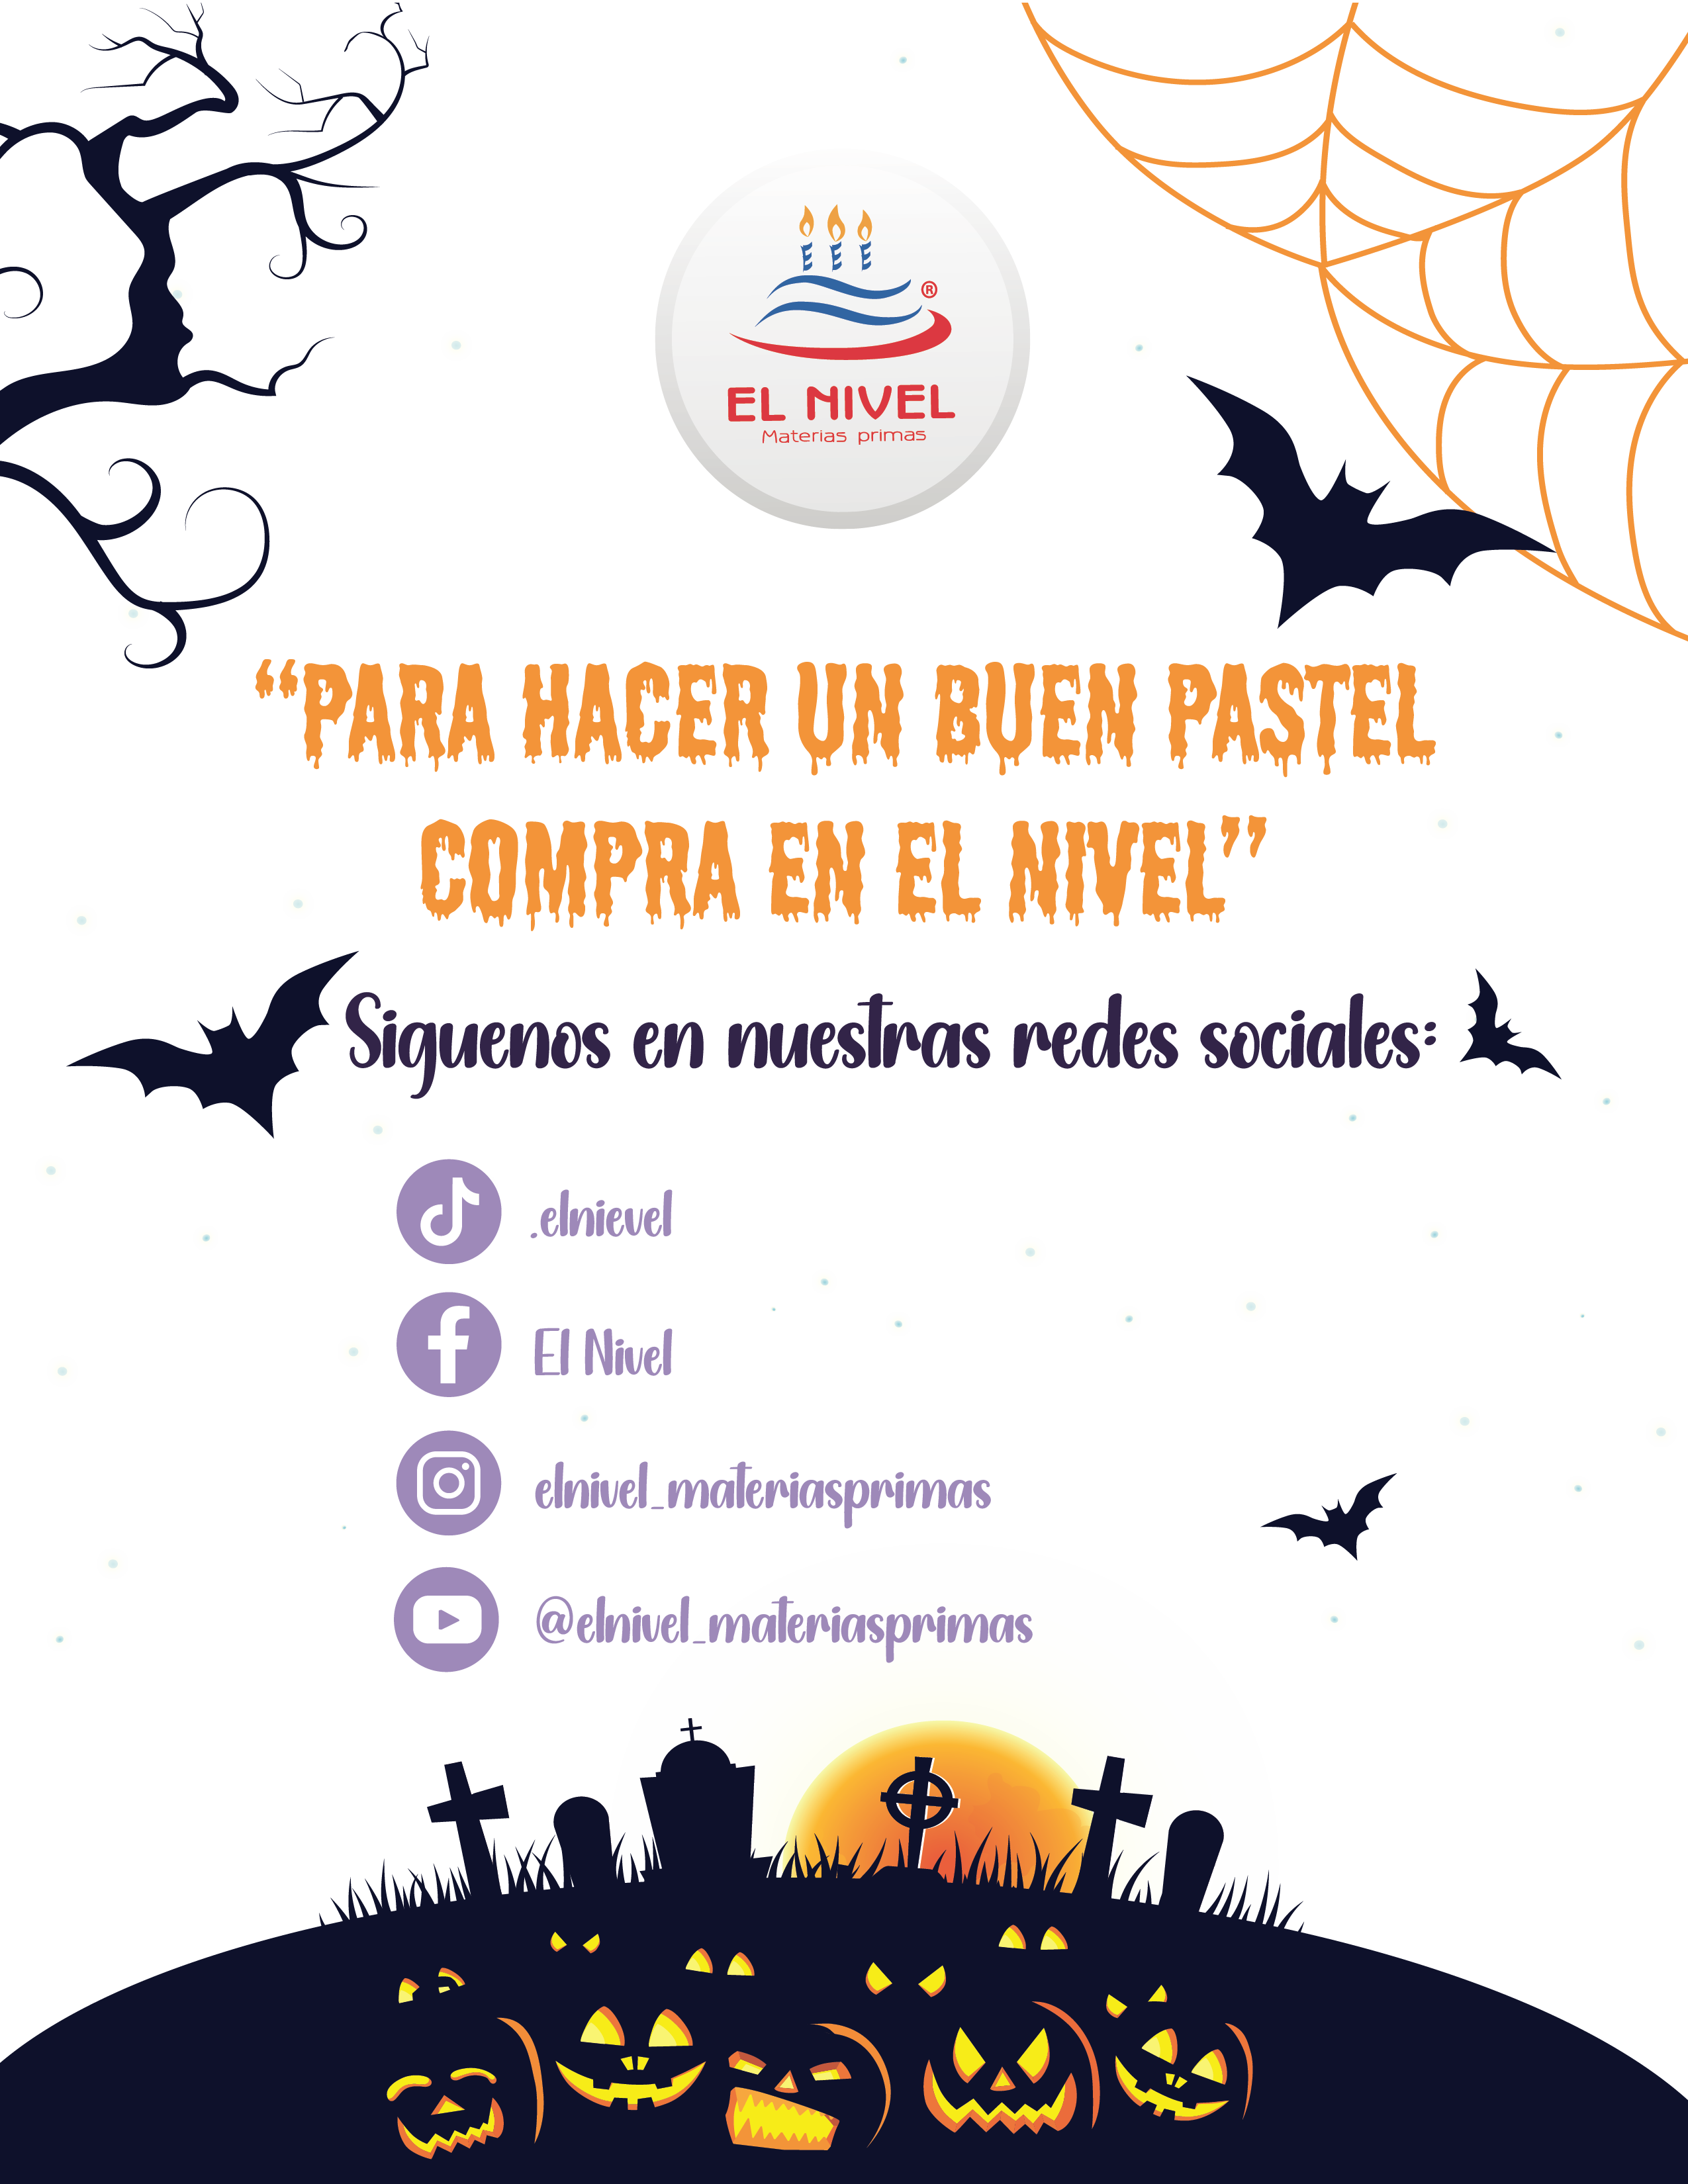 ®
EL NIVEL
Materias primas
“PARA HACER UN BUEN PASTEL
COMPRA EN EL NIVEL”
Siguenos en nuestras redes sociales:
.elnievel
El Nivel
elnivel_materiasprimas
@elnivel_materiasprimas